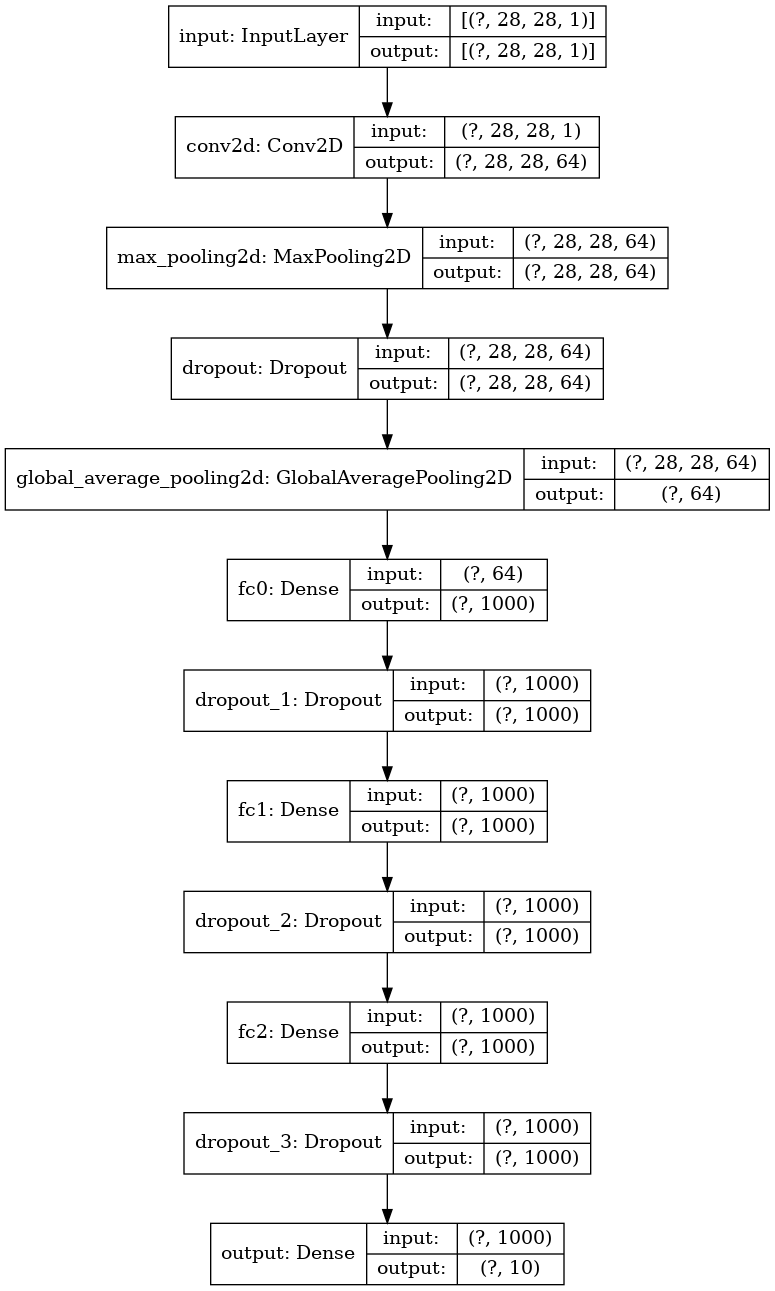 input: InputLayer
input: [(?, 28, 28, 1)]
output: [(?, 28, 28, 1)]
conv2d: Conv2D
input: (?, 28, 28, 1)
output: (?, 28, 28, 64)
max_pooling2d: MaxPooling2D
input: (?, 28, 28, 64)
output: (?, 28, 28, 64)
dropout: Dropout
input: (?, 28, 28, 64)
output: (?, 28, 28, 64)
global_average_pooling2d: GlobalAveragePooling2D
input: (?, 28, 28, 64)
output: (?, 64)
fc0: Dense
input: (?, 64)
output: (?, 1000)
dropout_1: Dropout
input: (?, 1000)
output: (?, 1000)
fc1: Dense
input: (?, 1000)
output: (?, 1000)
dropout_2: Dropout
input: (?, 1000)
output: (?, 1000)
fc2: Dense
input: (?, 1000)
output: (?, 1000)
dropout_3: Dropout
input: (?, 1000)
output: (?, 1000)
output: Dense
input: (?, 1000)
output: (?, 10)